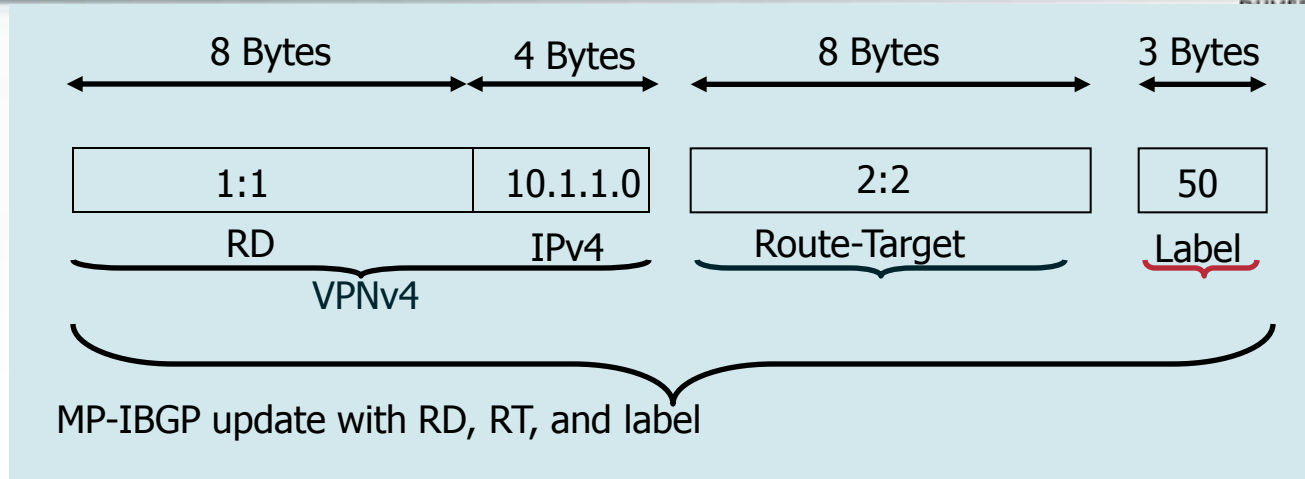 8 Bytes 4 Bytes 8 Bytes 3 Bytes
1:1 10.1.1.0 2:2 50
RD IPv4 Route-Target Label
VPNv4
MP-IBGP update with RD, RT, and label